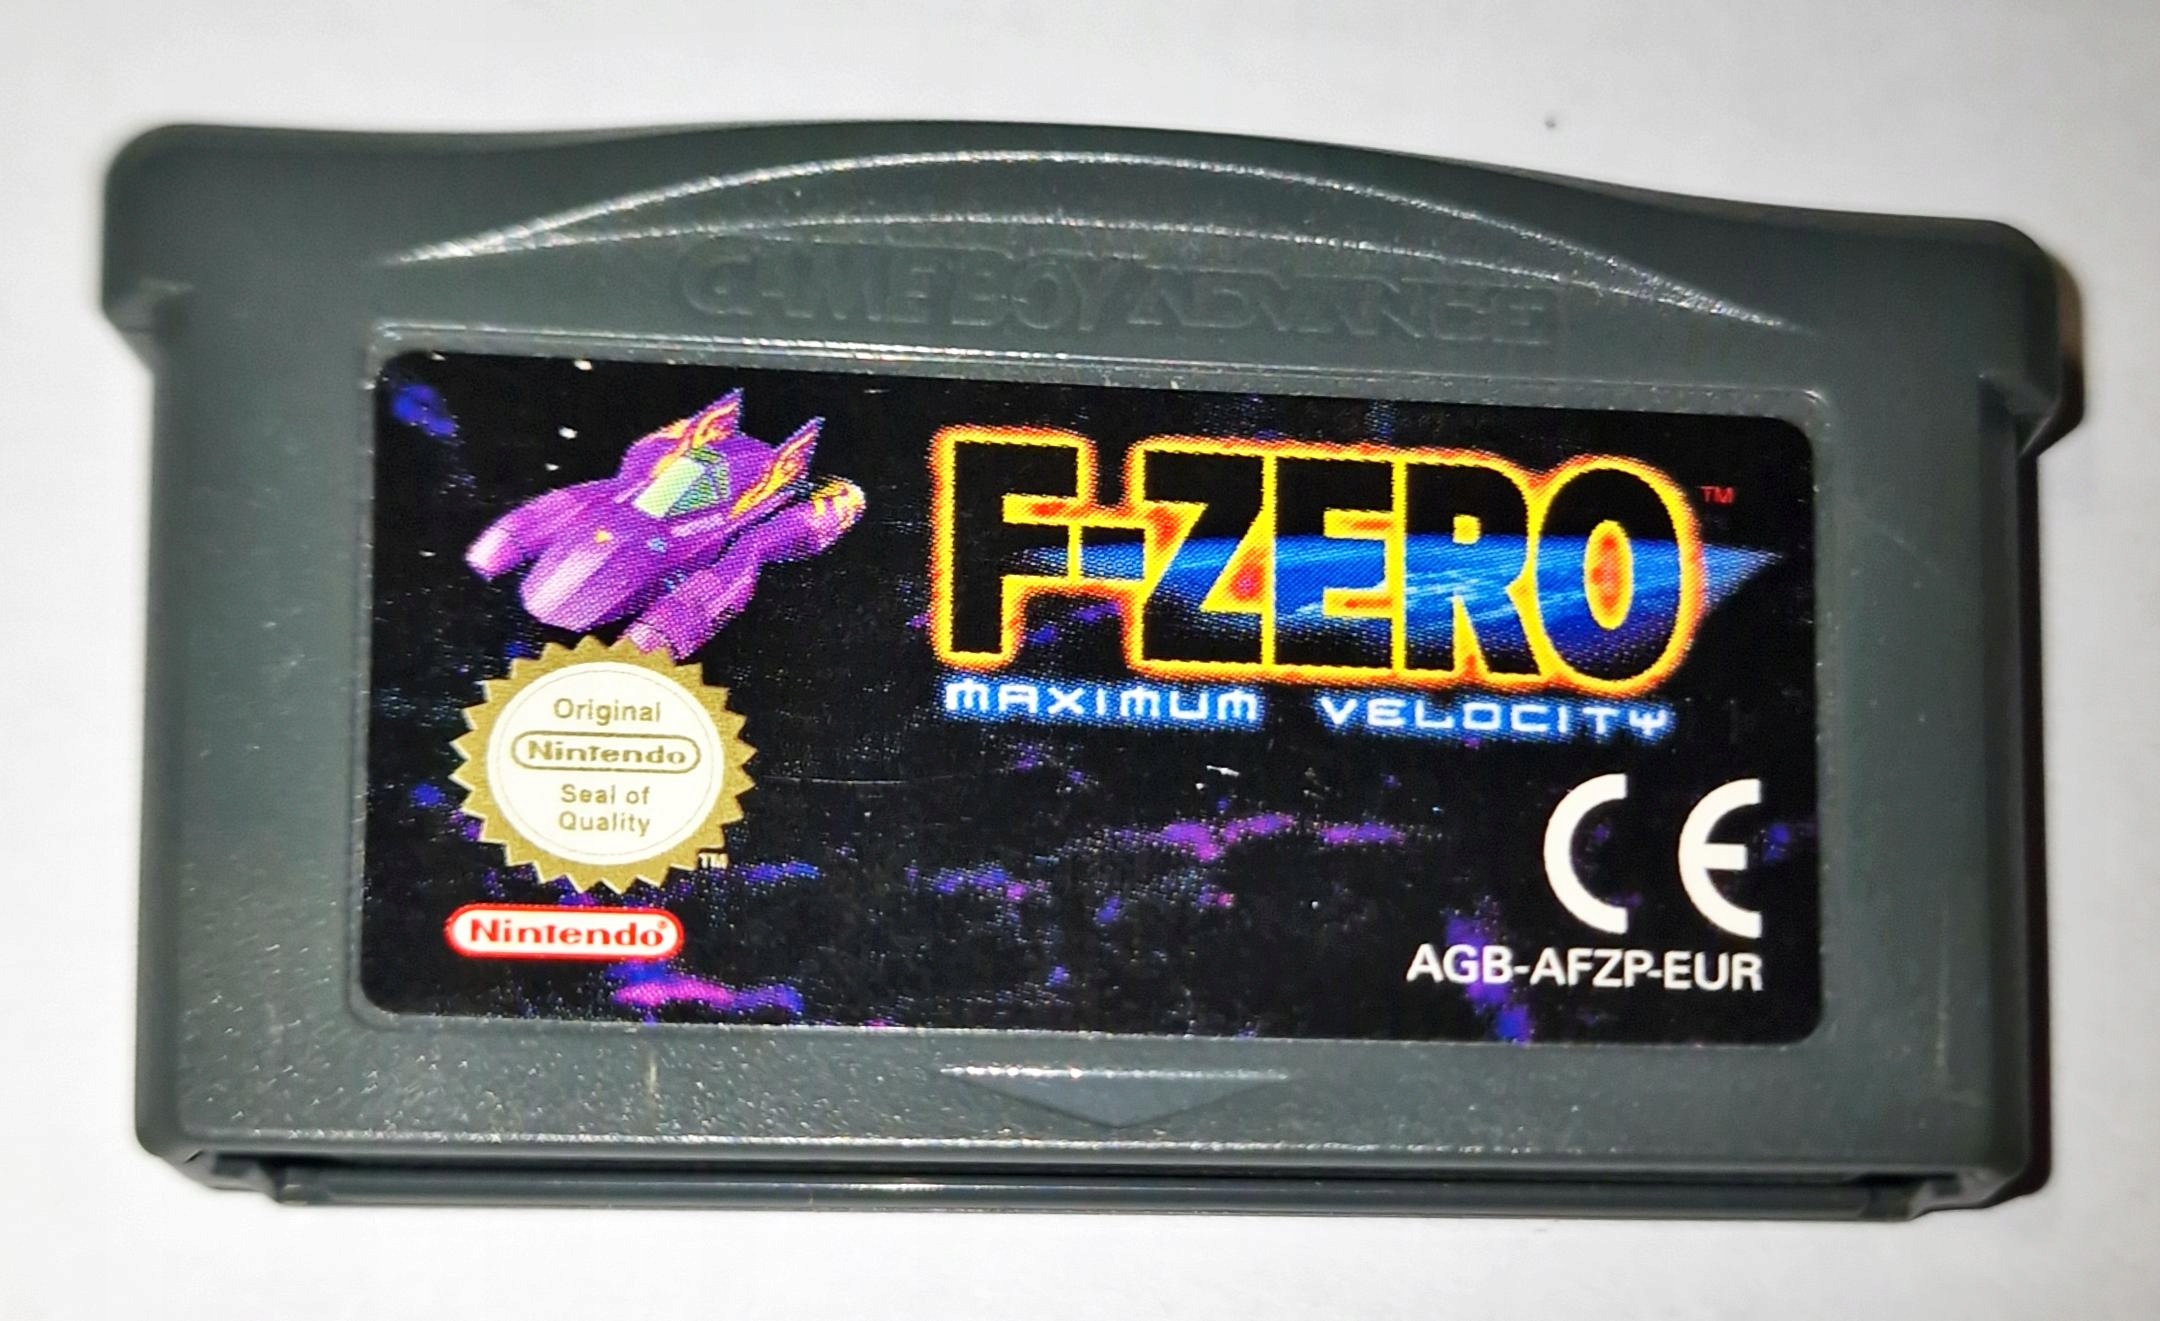 GAME BOY ADVANCE
F-ZERO™
MAXIMUM VELOCITY
Original
Nintendo
Seal of
Quality
TM
CE
Nintendo®
AGB-AFZP-EUR